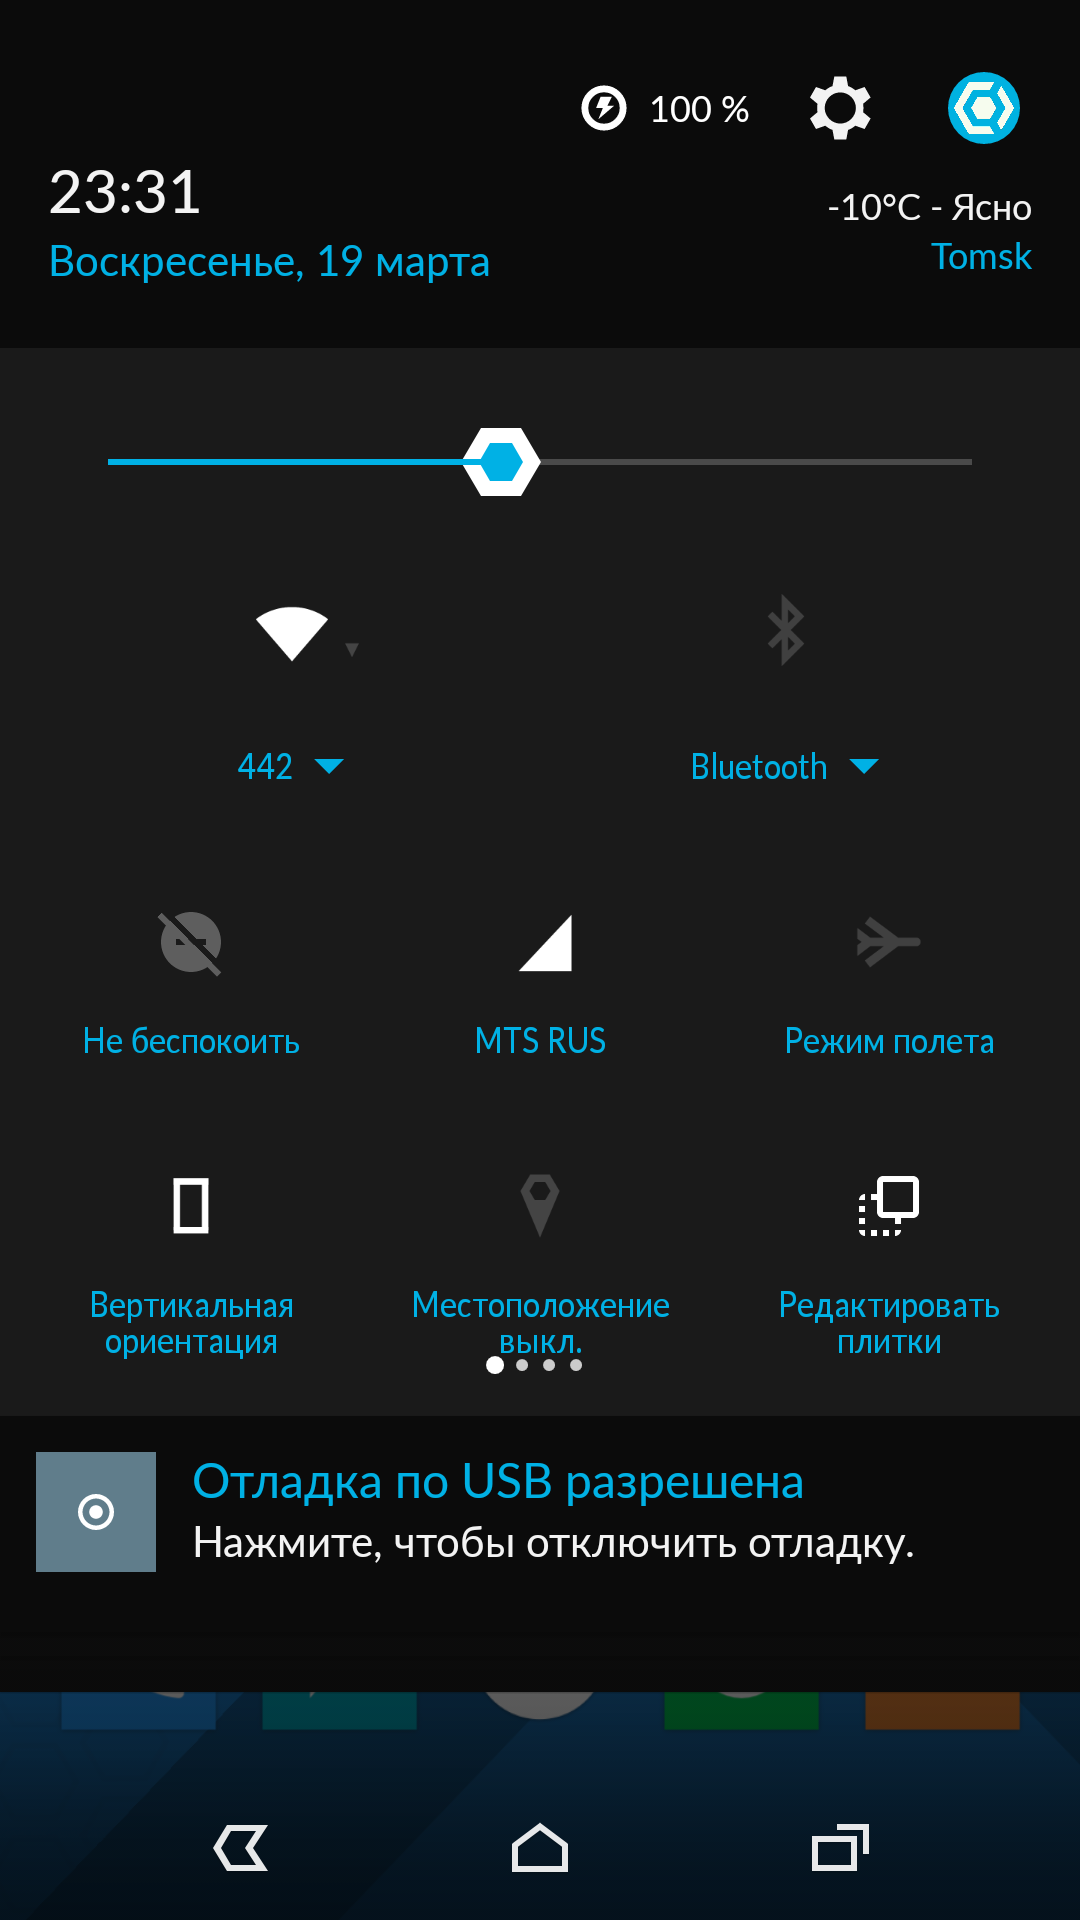 100 %
23:31
-10°C - Ясно
Воскресенье, 19 марта
Tomsk
442
Bluetooth
Не беспокоить
MTS RUS
Режим полета
Вертикальная
ориентация
Местоположение
выкл.
Редактировать
плитки
Отладка по USB разрешена
Нажмите, чтобы отключить отладку.